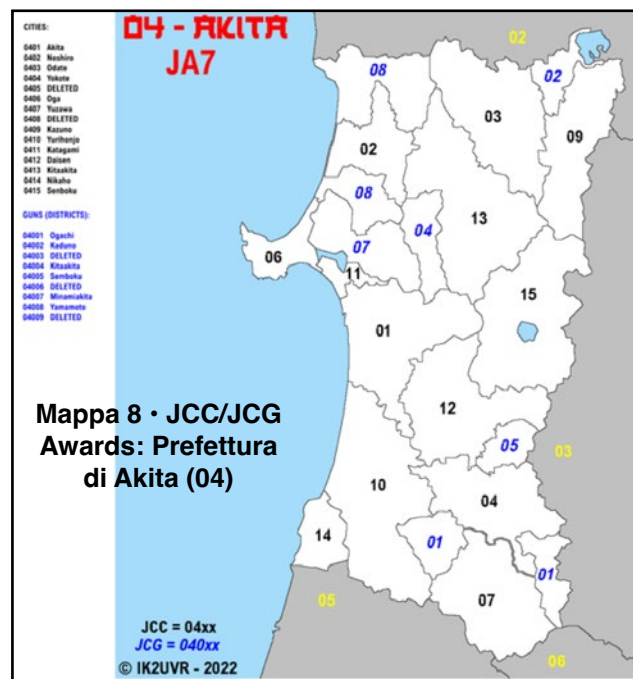 CITIES:
0401 Akita
0402 Noshiro
0403 Odate
0404 Yokote
0405 DELETED
0406 Oga
0407 Yuzawa
0408 DELETED
0409 Kazuno
0410 Yurihonjo
0411 Katagami
0412 Daisen
0413 Kitaakita
0414 Nikaho
0415 Senboku
GUNS (DISTRICTS):
04001 Ogachi
04002 Kaduno
04003 DELETED
04004 Kitaakita
04005 Semboku
04006 DELETED
04007 Minamiakita
04008 Yamamoto
04009 DELETED
04 - AKITA
JA7
02
08
02
03
09
02
08
13
04
07
06
11
15
01
12
05
03
10
04
14
01
01
07
05
06
Mappa 8 • JCC/JCG
Awards: Prefettura
di Akita (04)
JCC = 04xx
JCG = 040xx
© IK2UVR - 2022